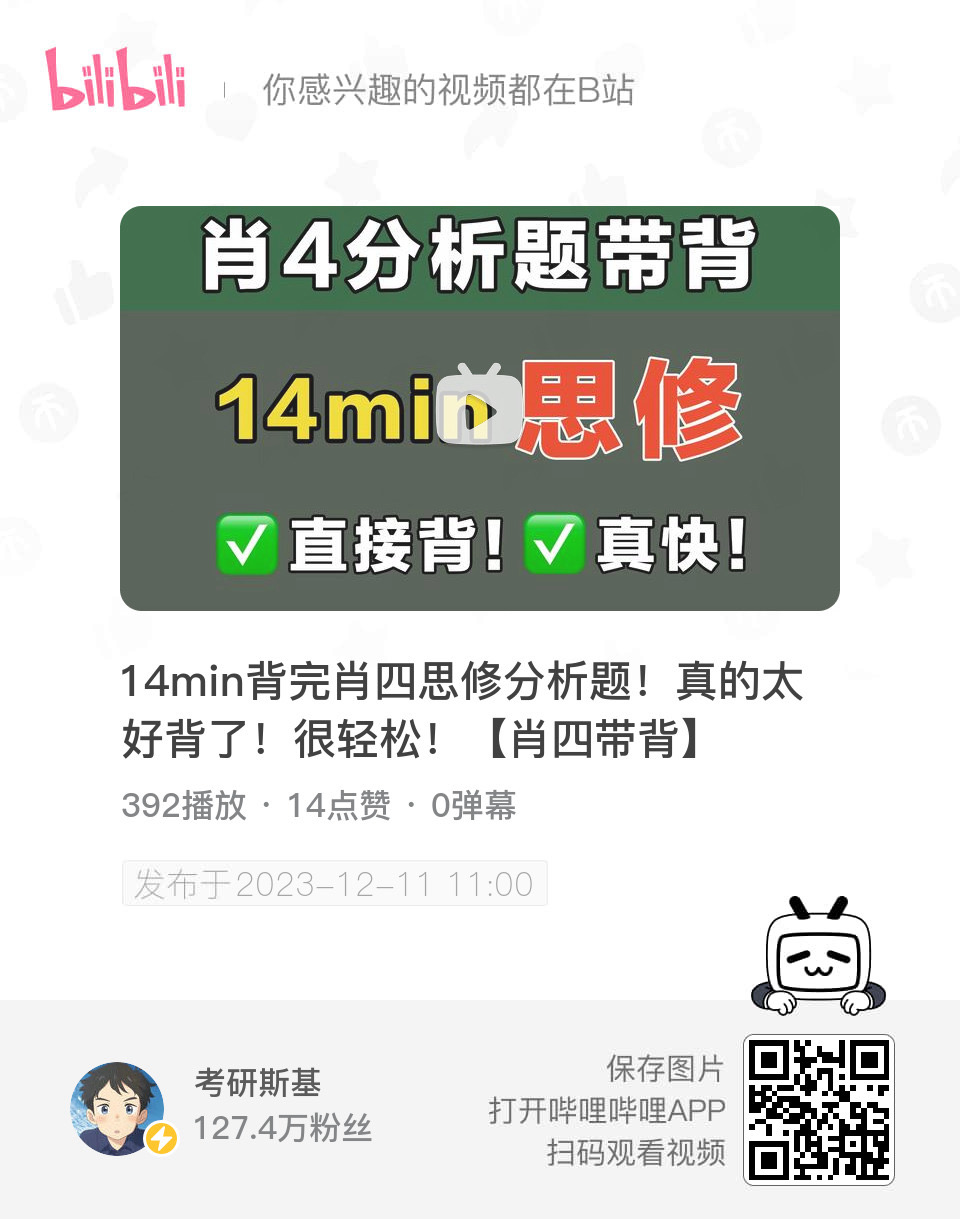 bilibili
你感兴趣的视频都在B站
肖4分析题带背
14min思修
✅直接背！✅真快！
14min背完肖四思修分析题！真的太
好背了！很轻松！【肖四带背】
392播放 · 14点赞 · 0弹幕
发布于2023-12-11 11:00
考研斯基
127.4万粉丝
保存图片
打开哔哩哔哩APP
扫码观看视频